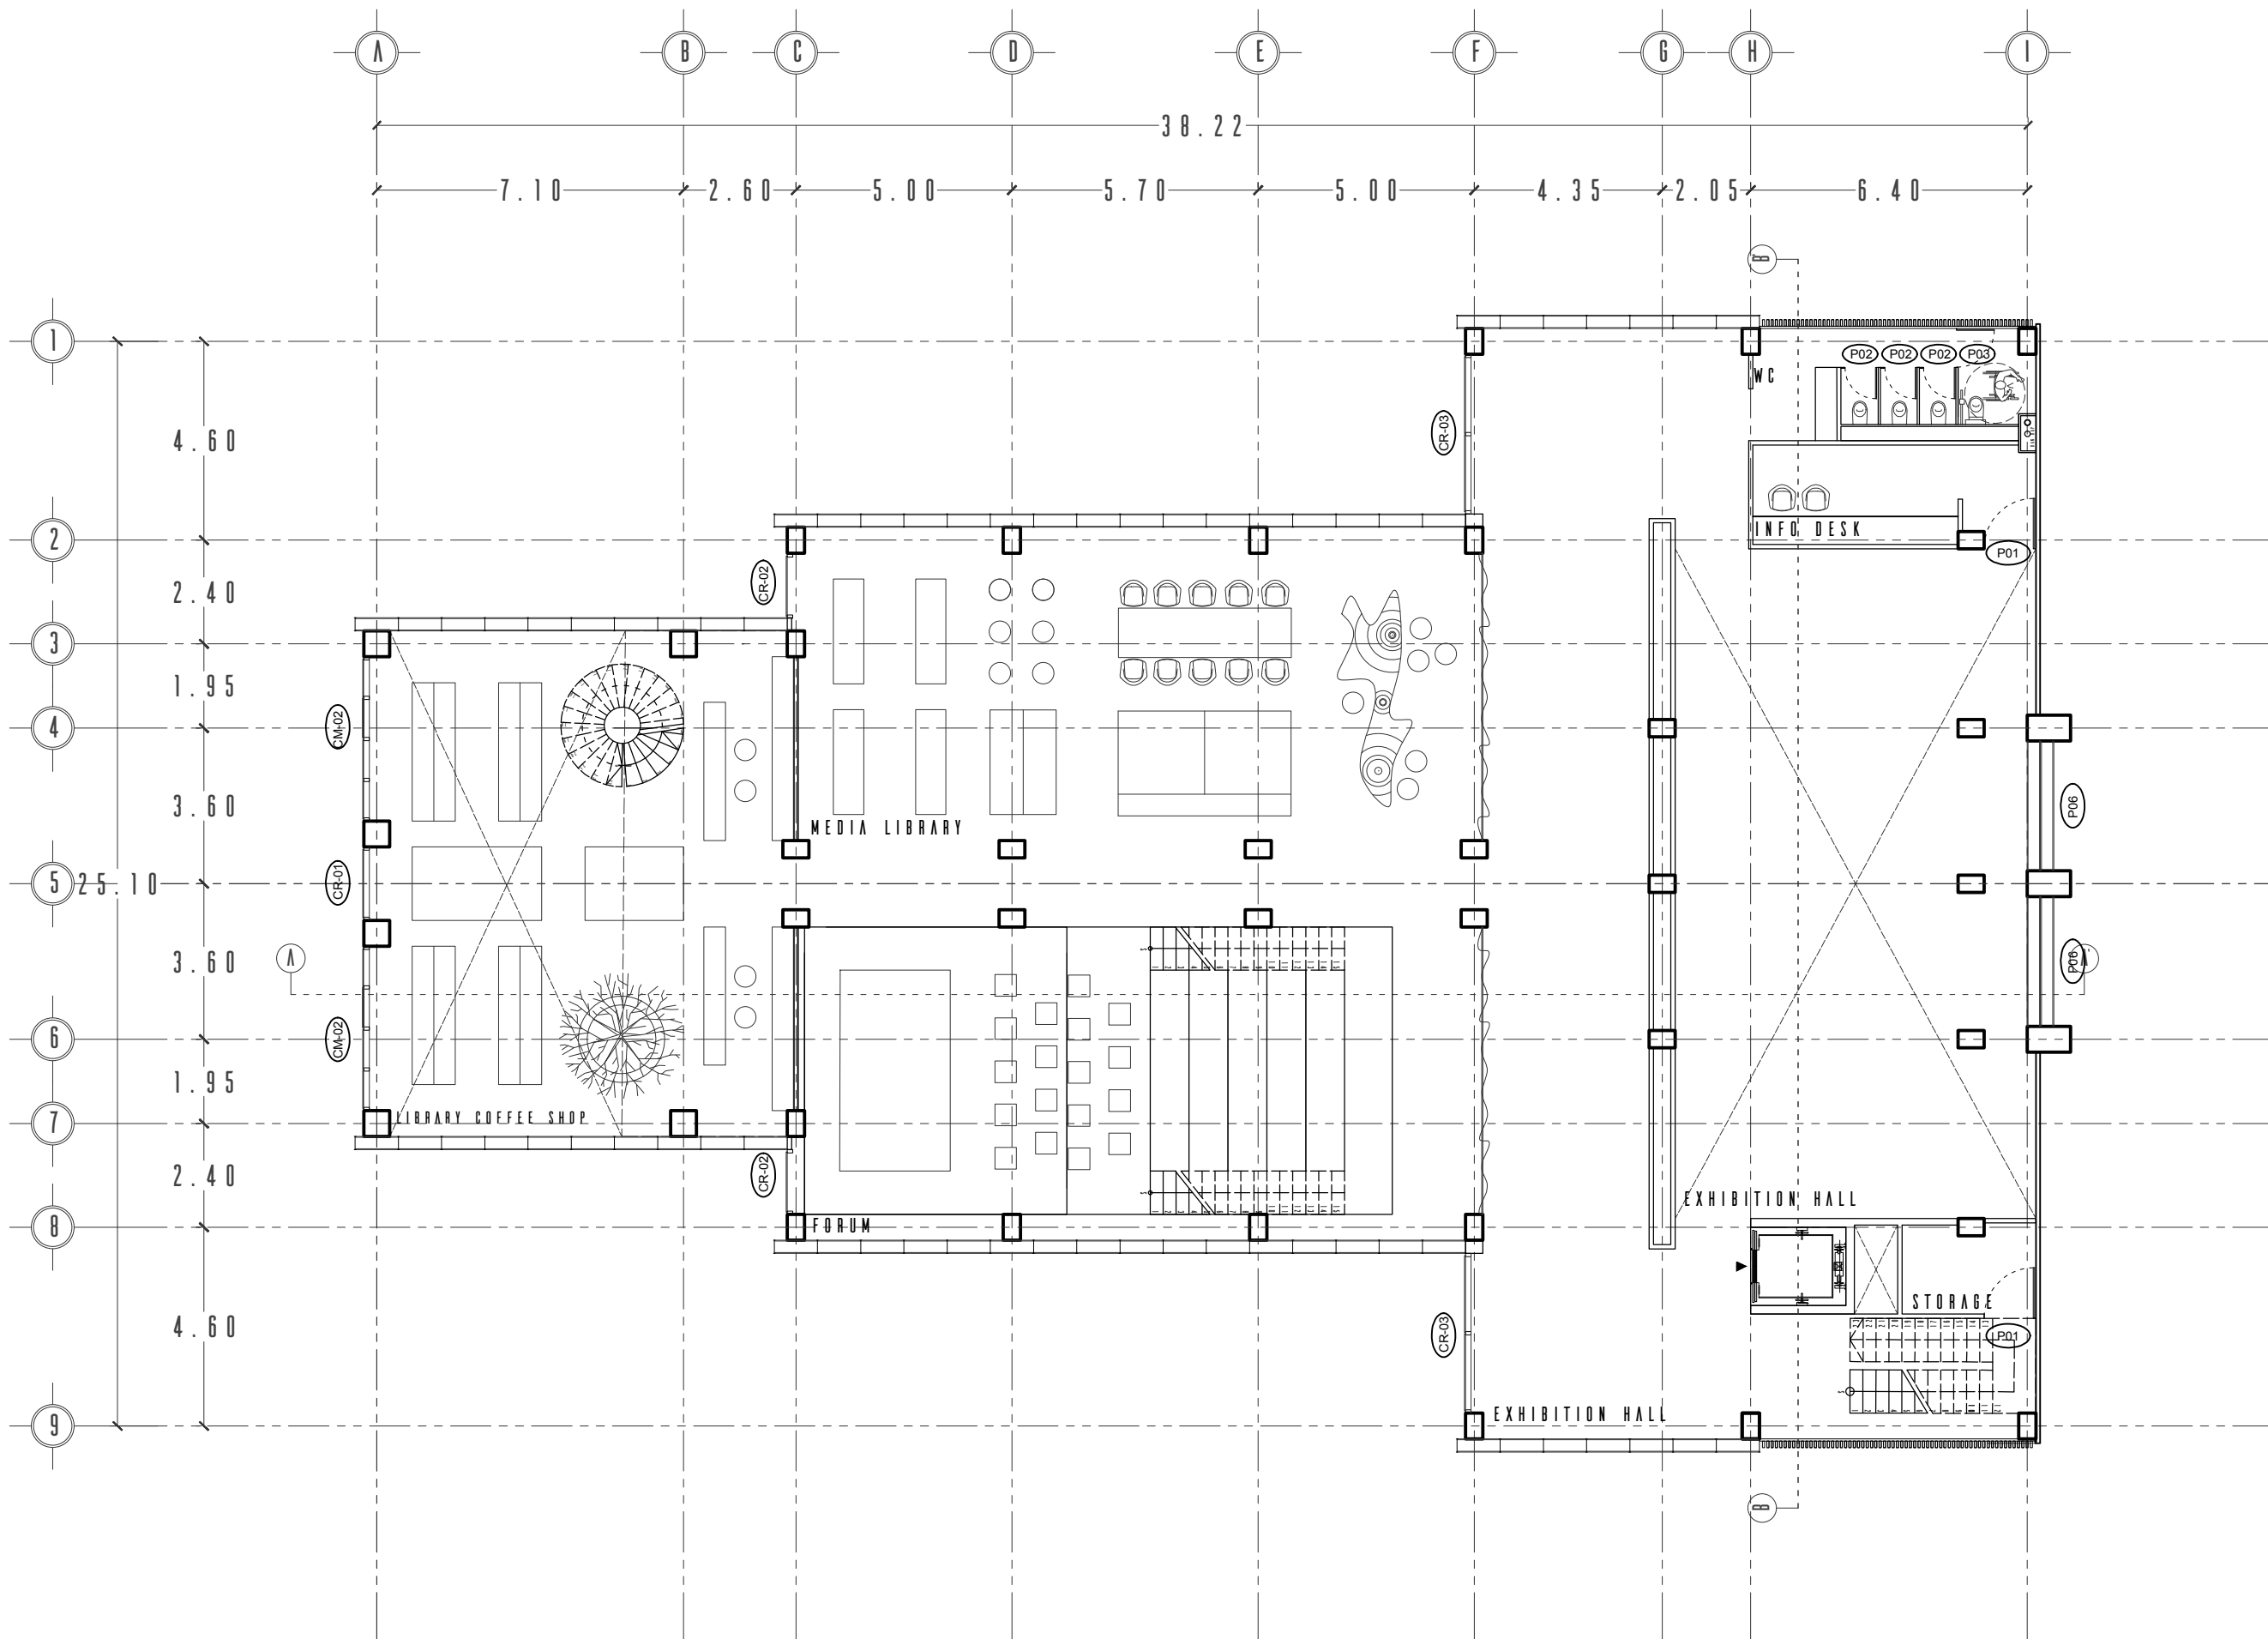 A B C D E F G H I
38.22
7.10 2.60 5.00 5.70 5.00 4.35 2.05 6.40
B'
1
P02 P02 P02 P03
WC
4.60
CR-03
2
INFO DESK
P01
CR-02
2.40
3
1.95
4
CM-02
3.60
P06
MEDIA LIBRARY
5
25.10
CR-01
3.60
A
P06
A'
6
CM-02
1.95
7
LIBRARY COFFEE SHOP
2.40
CR-02
EXHIBITION HALL
8
FORUM
STORAGE
4.60
CR-03
P01
EXHIBITION HALL
9
B